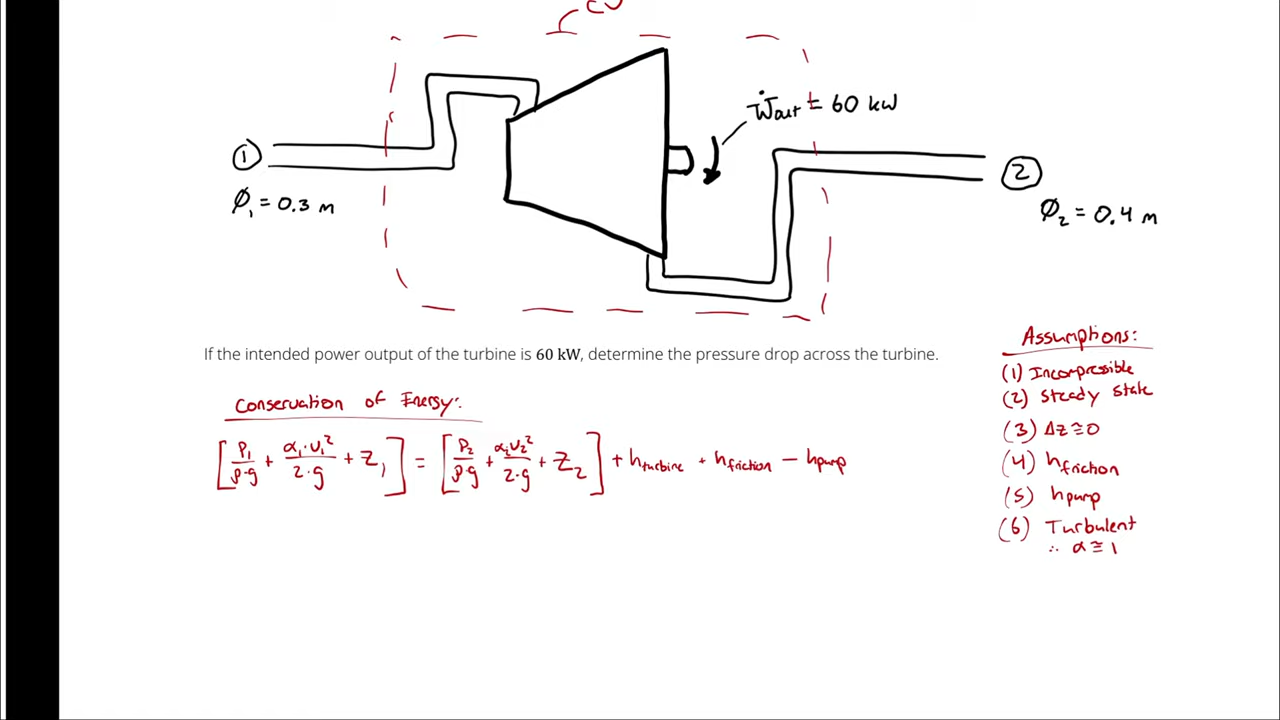 CV
Ẇout = 60 kW
①
②
Ø₁ = 0.3 m
Ø₂ = 0.4 m
If the intended power output of the turbine is 60 kW, determine the pressure drop across the turbine.
Assumptions:
(1) Incompressible
(2) Steady State
(3) Δz ≅ 0
(4) hfriction
(5) hpump
(6) Turbulent
∴ α ≅ 1
Conservation of Energy:
[P₁/ρ·g + α₁·v₁²/2·g + Z₁] = [P₂/ρ·g + α₂v₂²/2·g + Z₂] + hturbine + hfriction − hpump